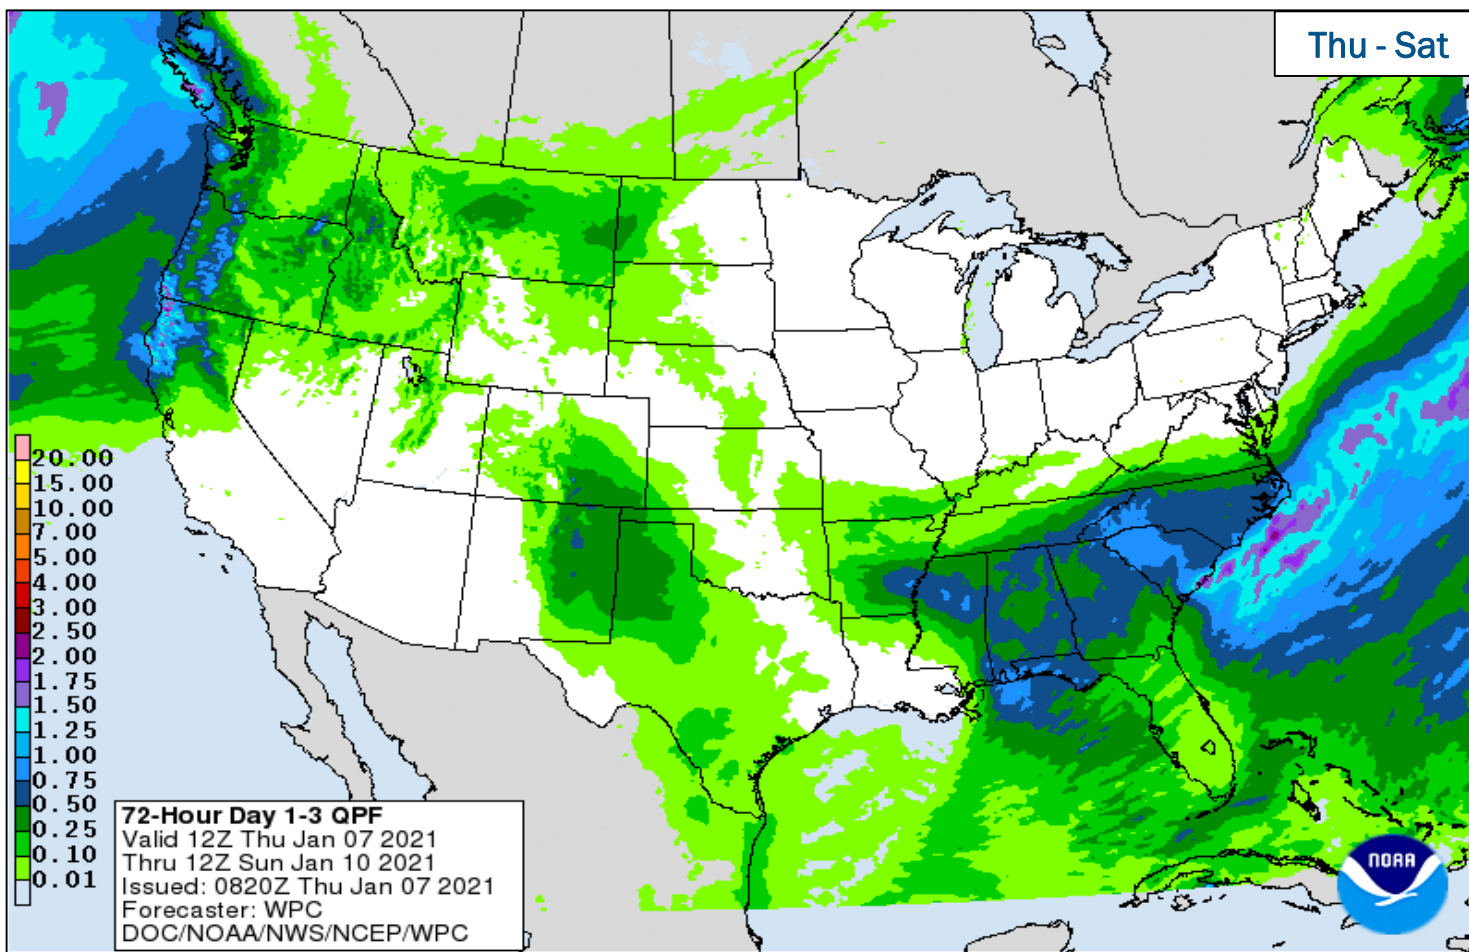 Thu - Sat
20.00
15.00
10.00
7.00
5.00
4.00
3.00
2.50
2.00
1.75
1.50
1.25
1.00
0.75
0.50
0.25
0.10
0.01
72-Hour Day 1-3 QPF
Valid 12Z Thu Jan 07 2021
Thru 12Z Sun Jan 10 2021
Issued: 0820Z Thu Jan 07 2021
Forecaster: WPC
DOC/NOAA/NWS/NCEP/WPC
NOAA